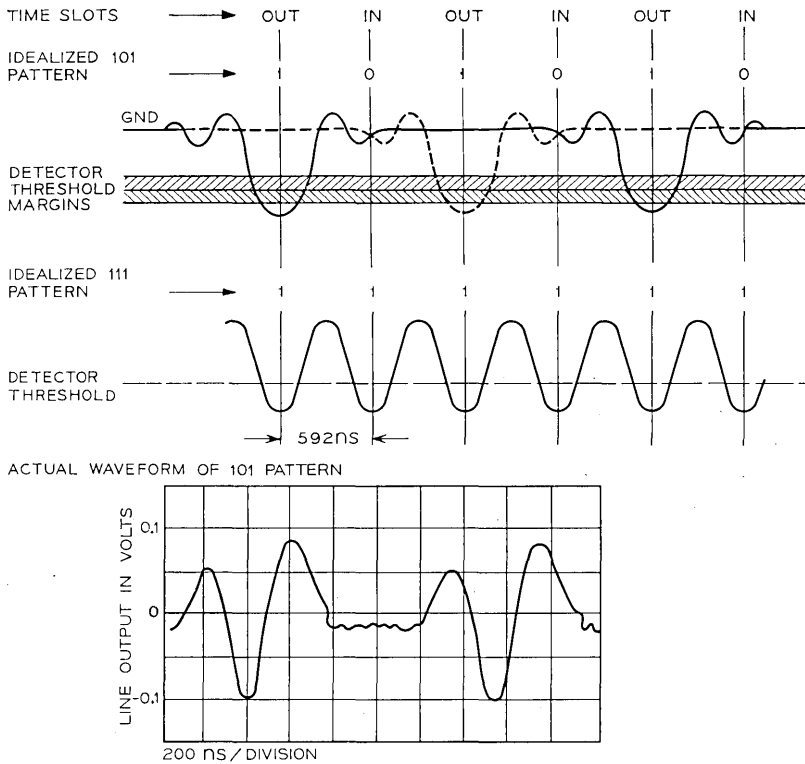 TIME SLOTS OUT IN OUT IN OUT IN
IDEALIZED 101
PATTERN 1 0 1 0 1 0
GND
DETECTOR
THRESHOLD
MARGINS
IDEALIZED 111
PATTERN 1 1 1 1 1 1
DETECTOR
THRESHOLD
592ns
ACTUAL WAVEFORM OF 101 PATTERN
LINE OUTPUT IN VOLTS
0.1
0
-0.1
200 ns/DIVISION